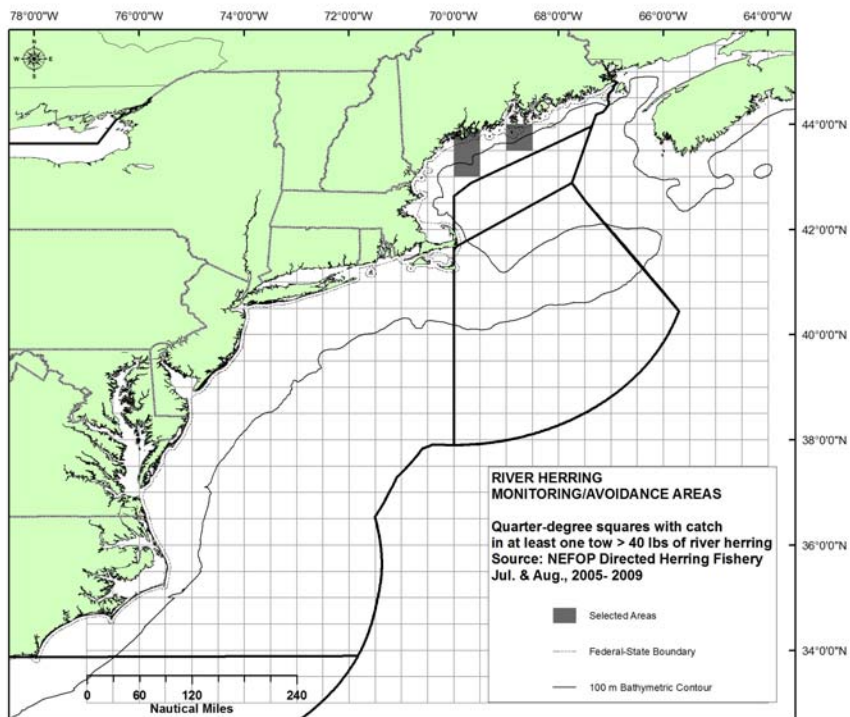 78°0'0"W 76°0'0"W 74°0'0"W 72°0'0"W 70°0'0"W 68°0'0"W 66°0'0"W 64°0'0"W
N
W E
S
44°0'0"N
42°0'0"N
40°0'0"N
38°0'0"N
36°0'0"N
34°0'0"N
RIVER HERRING
MONITORING/AVOIDANCE AREAS
Quarter-degree squares with catch
in at least one tow > 40 lbs of river herring
Source: NEFOP Directed Herring Fishery
Jul. & Aug., 2005- 2009
Selected Areas
Federal-State Boundary
100 m Bathymetric Contour
0 60 120 240
Nautical Miles